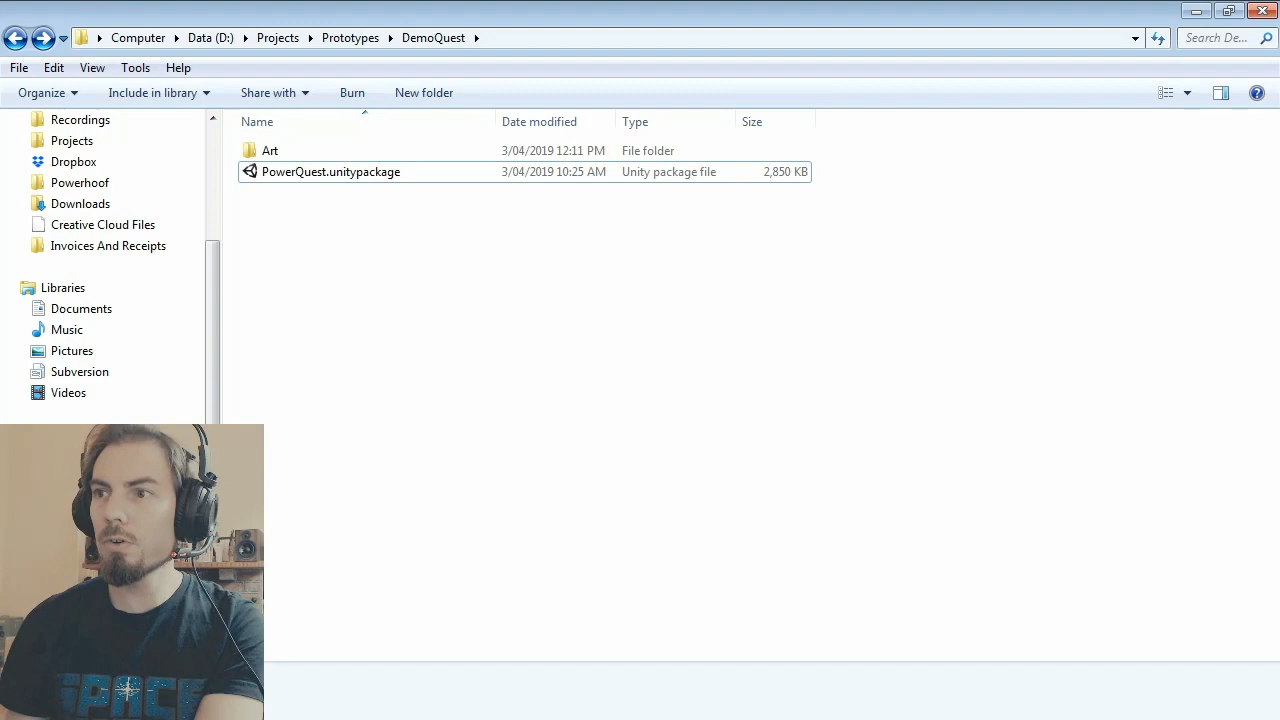 Computer Data (D:) Projects Prototypes DemoQuest Search De...
File Edit View Tools Help
Organize Include in library Share with Burn New folder
Name Date modified Type Size
Recordings
Projects
Dropbox
Powerhoof
Downloads
Creative Cloud Files
Invoices And Receipts
Libraries
Documents
Music
Pictures
Subversion
Videos
Art 3/04/2019 12:11 PM File folder
PowerQuest.unitypackage 3/04/2019 10:25 AM Unity package file 2,850 KB
SPACE